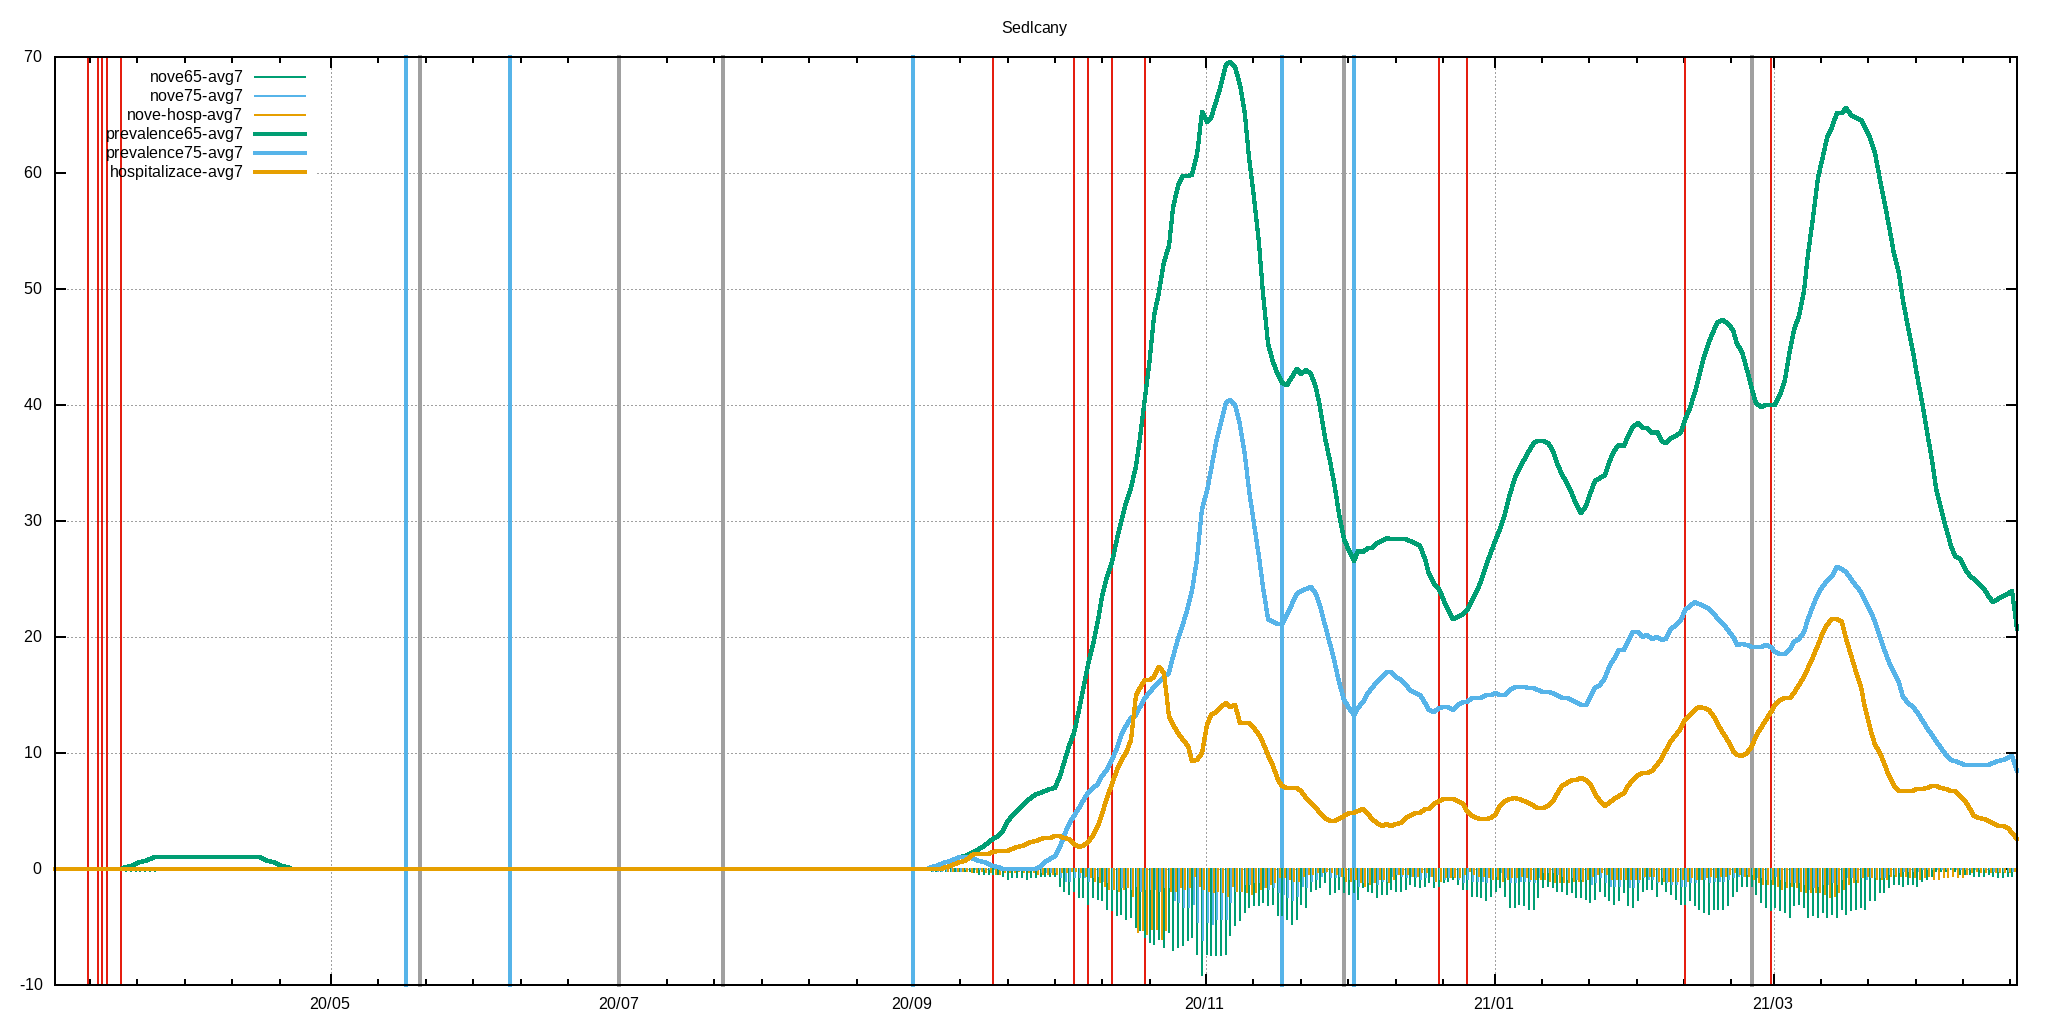 Sedlcany
70
60
50
40
30
20
10
0
-10
nove65-avg7
nove75-avg7
nove-hosp-avg7
prevalence65-avg7
prevalence75-avg7
hospitalizace-avg7
20/05
20/07
20/09
20/11
21/01
21/03